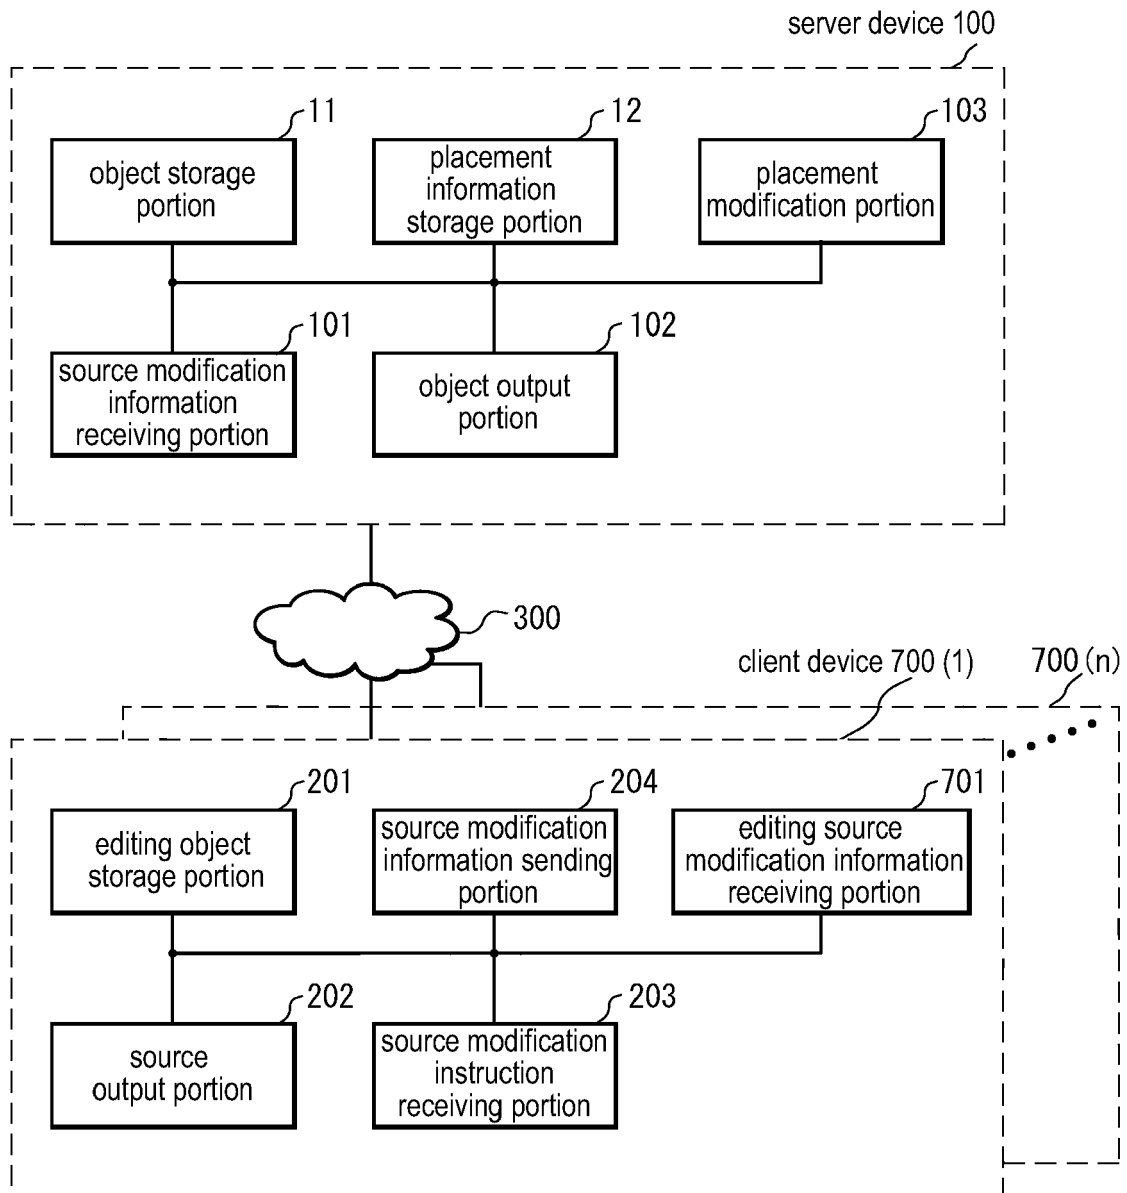 server device 100
11
12
103
object storage
portion
placement
information
storage portion
placement
modification portion
101
102
source modification
information
receiving portion
object output
portion
300
client device 700 (1)
700 (n)
201
204
701
editing object
storage portion
source modification
information sending
portion
editing source
modification information
receiving portion
202
203
source
output portion
source modification
instruction
receiving portion